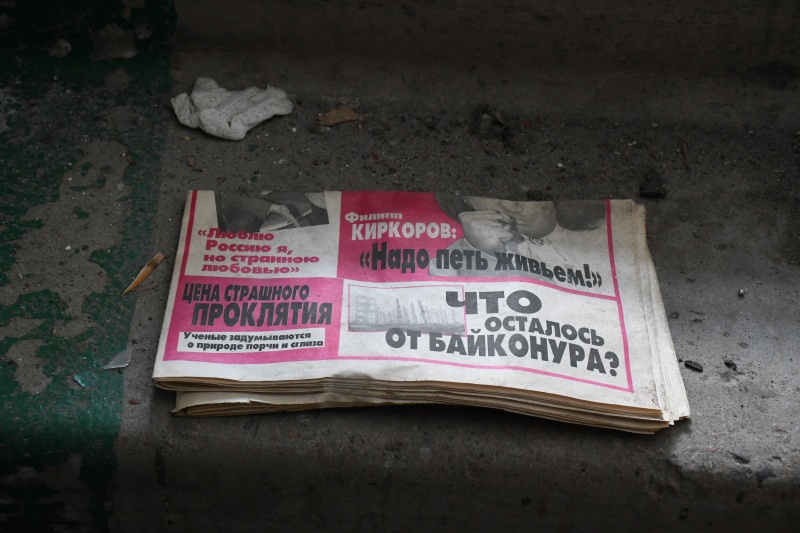 «Люблю
Россию я,
но странною
любовью»
Филипп
КИРКОРОВ:
«Надо петь живьем!»
ЦЕНА СТРАШНОГО
ПРОКЛЯТИЯ
Ученые задумываются
о природе порчи и сглаза
ЧТО
ОСТАЛОСЬ
ОТ БАЙКОНУРА?